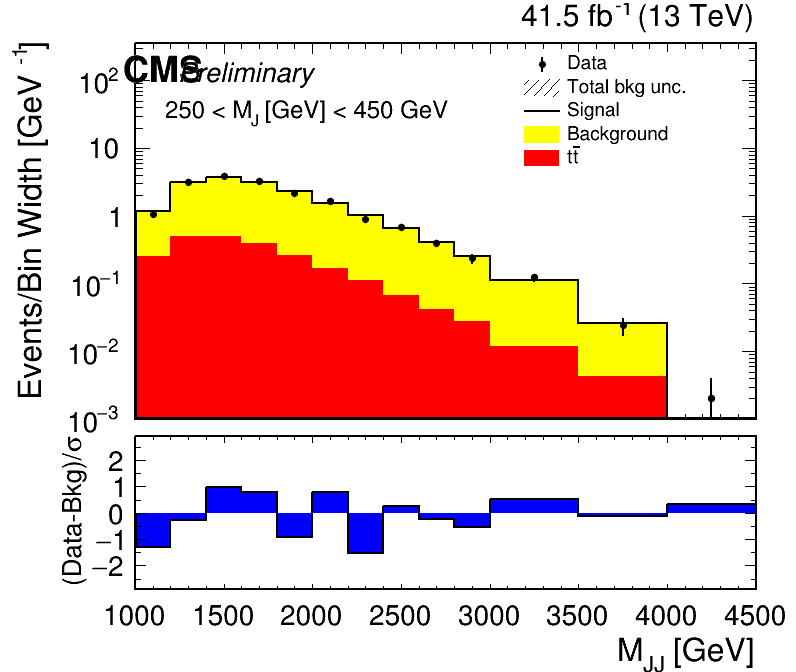 41.5 fb⁻¹ (13 TeV)
CMS Preliminary
250 < M_J [GeV] < 450 GeV
Data
Total bkg unc.
Signal
Background
tt̄
Events/Bin Width [GeV⁻¹]
10²
10
1
10⁻¹
10⁻²
10⁻³
(Data-Bkg)/σ
2
1
0
−1
−2
1000 1500 2000 2500 3000 3500 4000 4500
M_JJ [GeV]